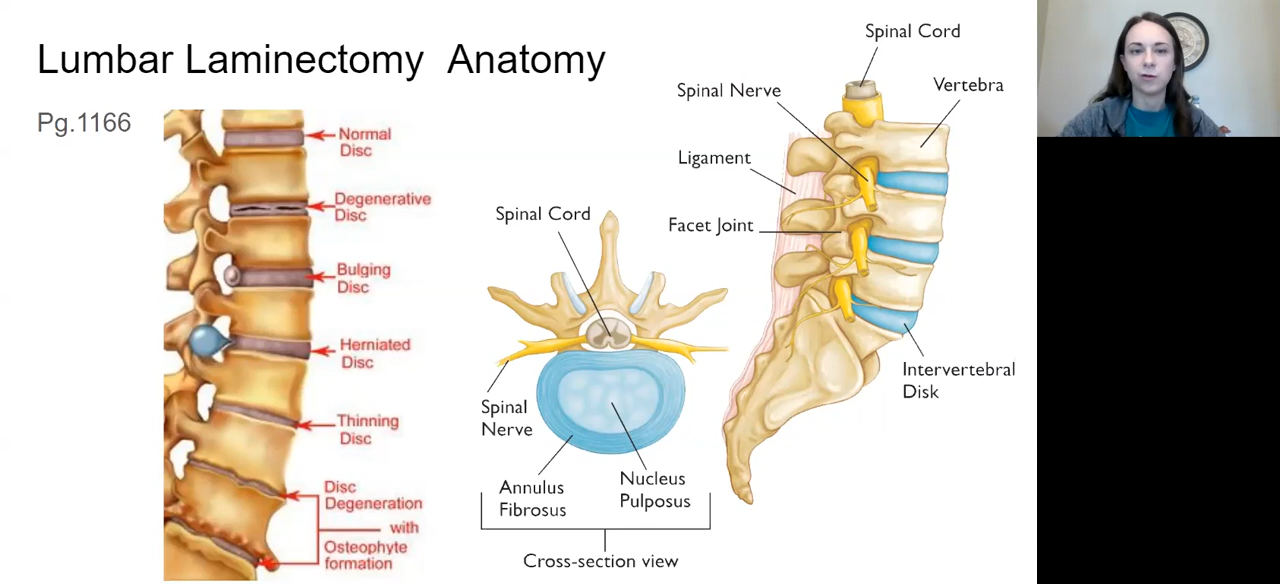 Lumbar Laminectomy Anatomy
Pg.1166
Normal
Disc
Degenerative
Disc
Bulging
Disc
Herniated
Disc
Thinning
Disc
Disc
Degeneration
with
Osteophyte
formation
Spinal Cord
Spinal
Nerve
Annulus
Fibrosus
Nucleus
Pulposus
Cross-section view
Spinal Cord
Spinal Nerve
Vertebra
Ligament
Facet Joint
Intervertebral
Disk